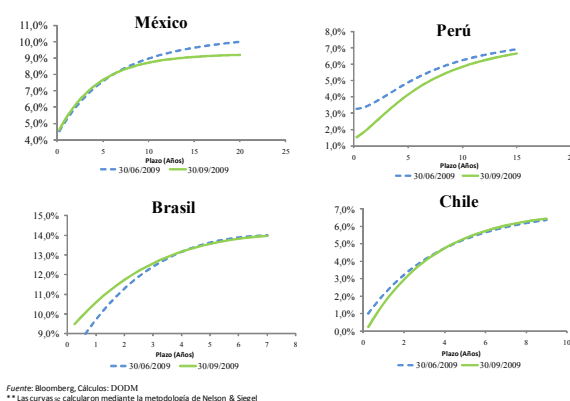 México
11,0%
10,0%
9,0%
8,0%
7,0%
6,0%
5,0%
4,0%
0 5 10 15 20 25
Plazo (Años)
30/06/2009 30/09/2009
Perú
8,0%
7,0%
6,0%
5,0%
4,0%
3,0%
2,0%
1,0%
0 5 10 15 20
Plazo (Años)
30/06/2009 30/09/2009
Brasil
15,0%
14,0%
13,0%
12,0%
11,0%
10,0%
9,0%
0 1 2 3 4 5 6 7 8
Plazo (Años)
30/06/2009 30/09/2009
Chile
7,0%
6,0%
5,0%
4,0%
3,0%
2,0%
1,0%
0,0%
0 2 4 6 8 10
Plazo (Años)
30/06/2009 30/09/2009
Fuente: Bloomberg, Cálculos: DODM
** Las curvas se calcularon mediante la metodología de Nelson & Siegel